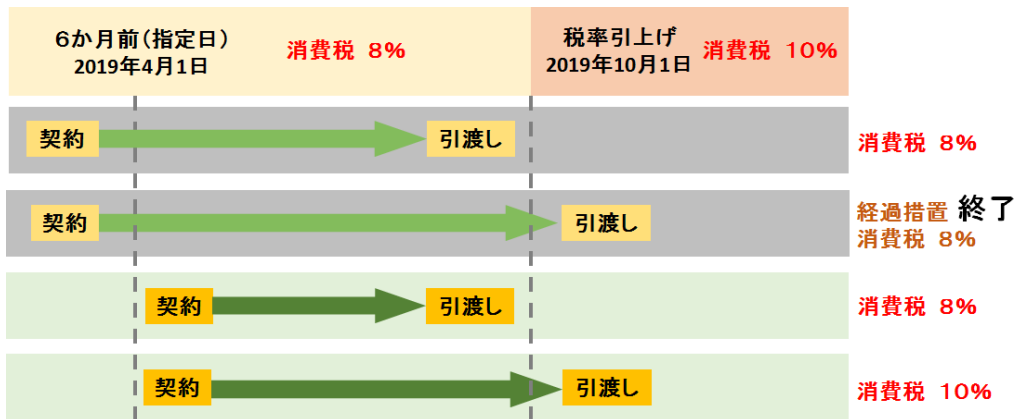 6か月前(指定日)
2019年4月1日
消費税 8%
税率引上げ
2019年10月1日
消費税 10%
契約
引渡し
消費税 8%
契約
引渡し
経過措置 終了
消費税 8%
契約
引渡し
消費税 8%
契約
引渡し
消費税 10%